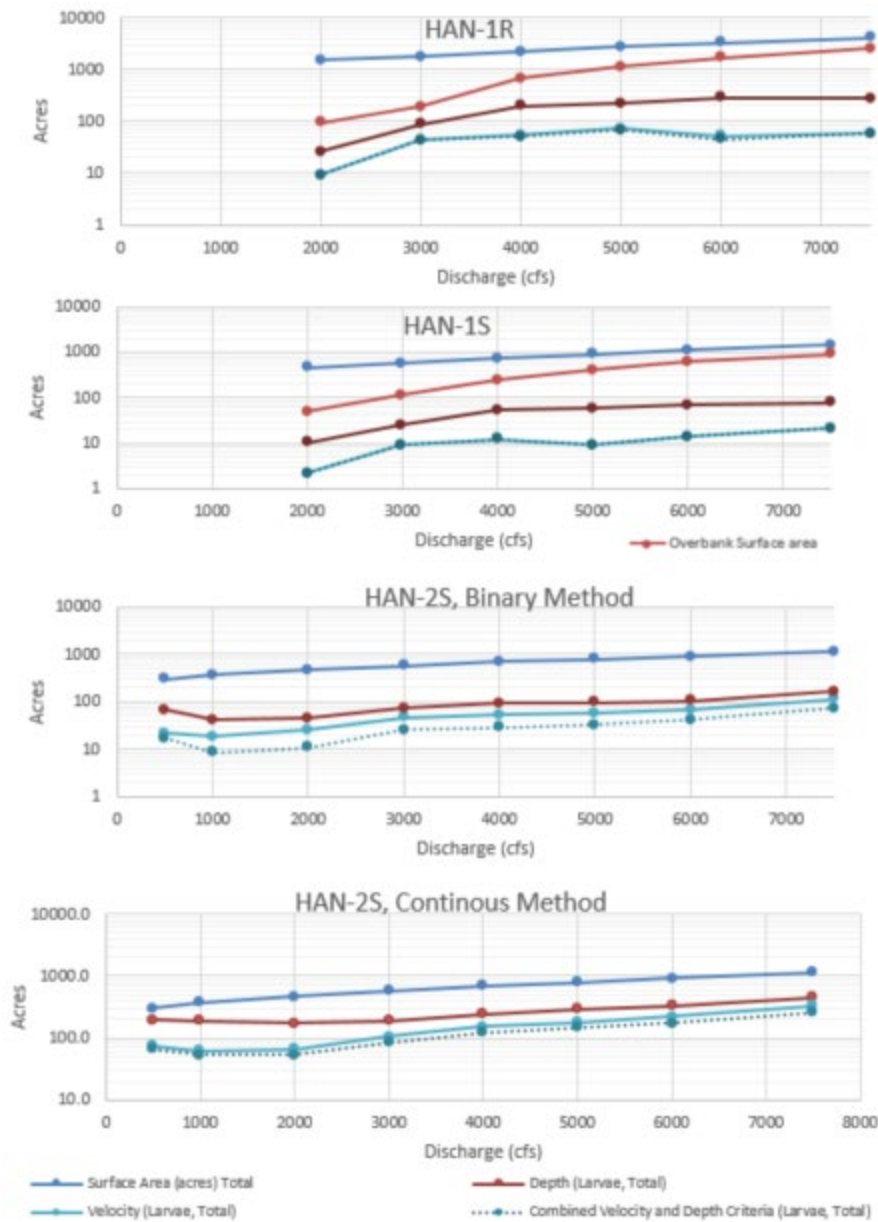 HAN-1R
10000
1000
100
10
1
Acres
0 1000 2000 3000 4000 5000 6000 7000
Discharge (cfs)
HAN-1S
10000
1000
100
10
1
Acres
0 1000 2000 3000 4000 5000 6000 7000
Discharge (cfs)
Overbank Surface area
HAN-2S, Binary Method
10000
1000
100
10
1
Acres
0 1000 2000 3000 4000 5000 6000 7000
Discharge (cfs)
HAN-2S, Continous Method
10000.0
1000.0
100.0
10.0
Acres
0 1000 2000 3000 4000 5000 6000 7000 8000
Discharge (cfs)
Surface Area (acres) Total Depth (Larvae, Total)
Velocity (Larvae, Total) Combined Velocity and Depth Criteria (Larvae, Total)